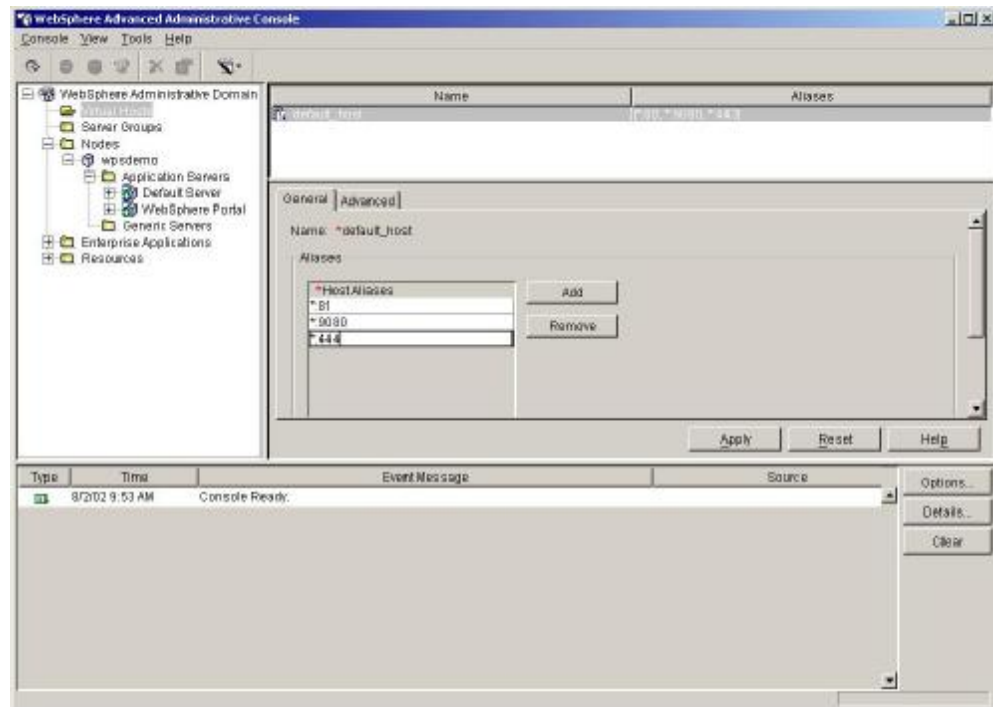 WebSphere Advanced Administrative Console
Console View Tools Help
WebSphere Administrative Domain
Virtual Hosts
Server Groups
Nodes
wpsdemo
Application Servers
Default Server
WebSphere Portal
Generic Servers
Enterprise Applications
Resources
Name Aliases
default_host [*:80, *:9080, *:443
General Advanced
Name: *default_host
Aliases
*Host Aliases
*:81
*:9080
*:444
Add
Remove
Apply Reset Help
Type Time Event Message Source
8/2/02 9:53 AM Console Ready.
Options...
Details...
Clear